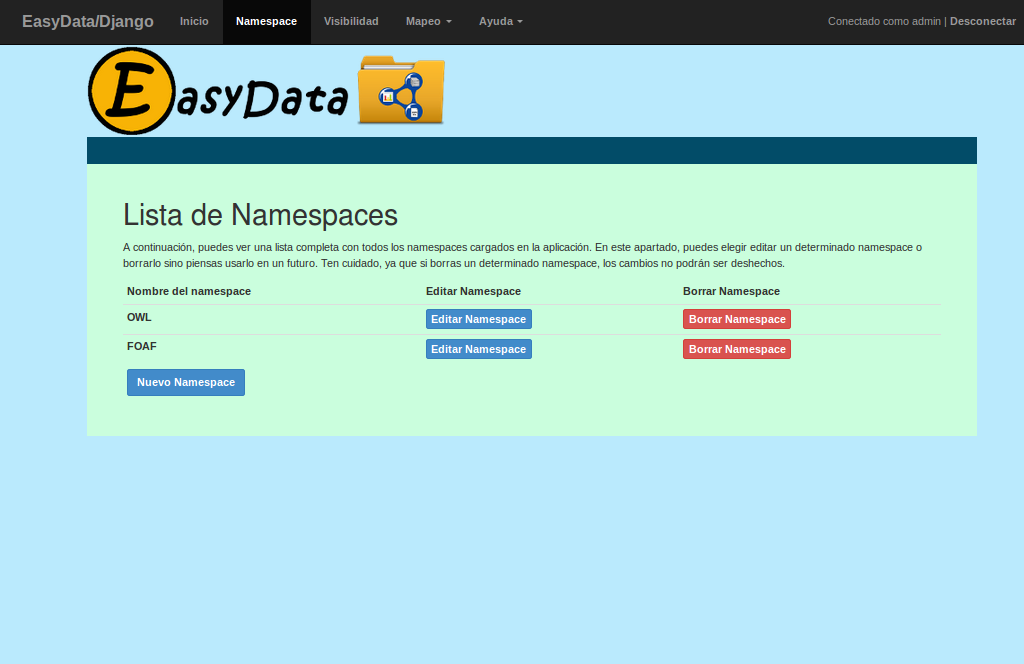 EasyData/Django Inicio Namespace Visibilidad Mapeo Ayuda Conectado como admin | Desconectar
EasyData
Lista de Namespaces
A continuación, puedes ver una lista completa con todos los namespaces cargados en la aplicación. En este apartado, puedes elegir editar un determinado namespace o
borrarlo sino piensas usarlo en un futuro. Ten cuidado, ya que si borras un determinado namespace, los cambios no podrán ser deshechos.
Nombre del namespace Editar Namespace Borrar Namespace
OWL Editar Namespace Borrar Namespace
FOAF Editar Namespace Borrar Namespace
Nuevo Namespace